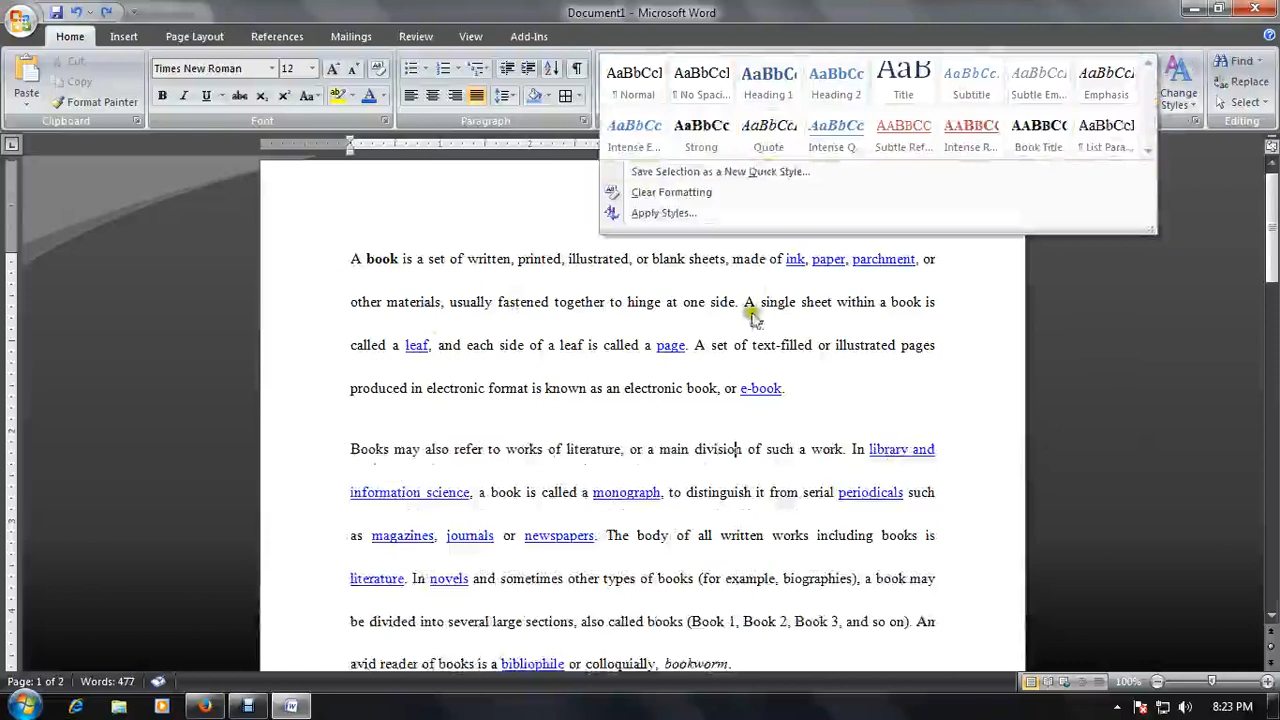 Document1 - Microsoft Word
Home Insert Page Layout References Mailings Review View Add-Ins
Paste Cut Copy Format Painter Clipboard
Times New Roman 12 Font
Paragraph
AaBbCcI AaBbCcI AaBbCc AaBbCc AaB AaBbCc. AaBbCcI AaBbCcI
¶ Normal ¶ No Spaci... Heading 1 Heading 2 Title Subtitle Subtle Em... Emphasis
AaBbCc AaBbCc AaBbCcI AaBbCc AABBCC AABBCC AABBCC AaBbCcI
Intense E... Strong Quote Intense Q... Subtle Ref... Intense R... Book Title ¶ List Para...
Save Selection as a New Quick Style...
Clear Formatting
Apply Styles...
Change Styles
Find Replace Select Editing
A book is a set of written, printed, illustrated, or blank sheets, made of ink, paper, parchment, or
other materials, usually fastened together to hinge at one side. A single sheet within a book is
called a leaf, and each side of a leaf is called a page. A set of text-filled or illustrated pages
produced in electronic format is known as an electronic book, or e-book.
Books may also refer to works of literature, or a main division of such a work. In library and
information science, a book is called a monograph, to distinguish it from serial periodicals such
as magazines, journals or newspapers. The body of all written works including books is
literature. In novels and sometimes other types of books (for example, biographies), a book may
be divided into several large sections, also called books (Book 1, Book 2, Book 3, and so on). An
avid reader of books is a bibliophile or colloquially, bookworm.
Page: 1 of 2 Words: 477 100%
8:23 PM